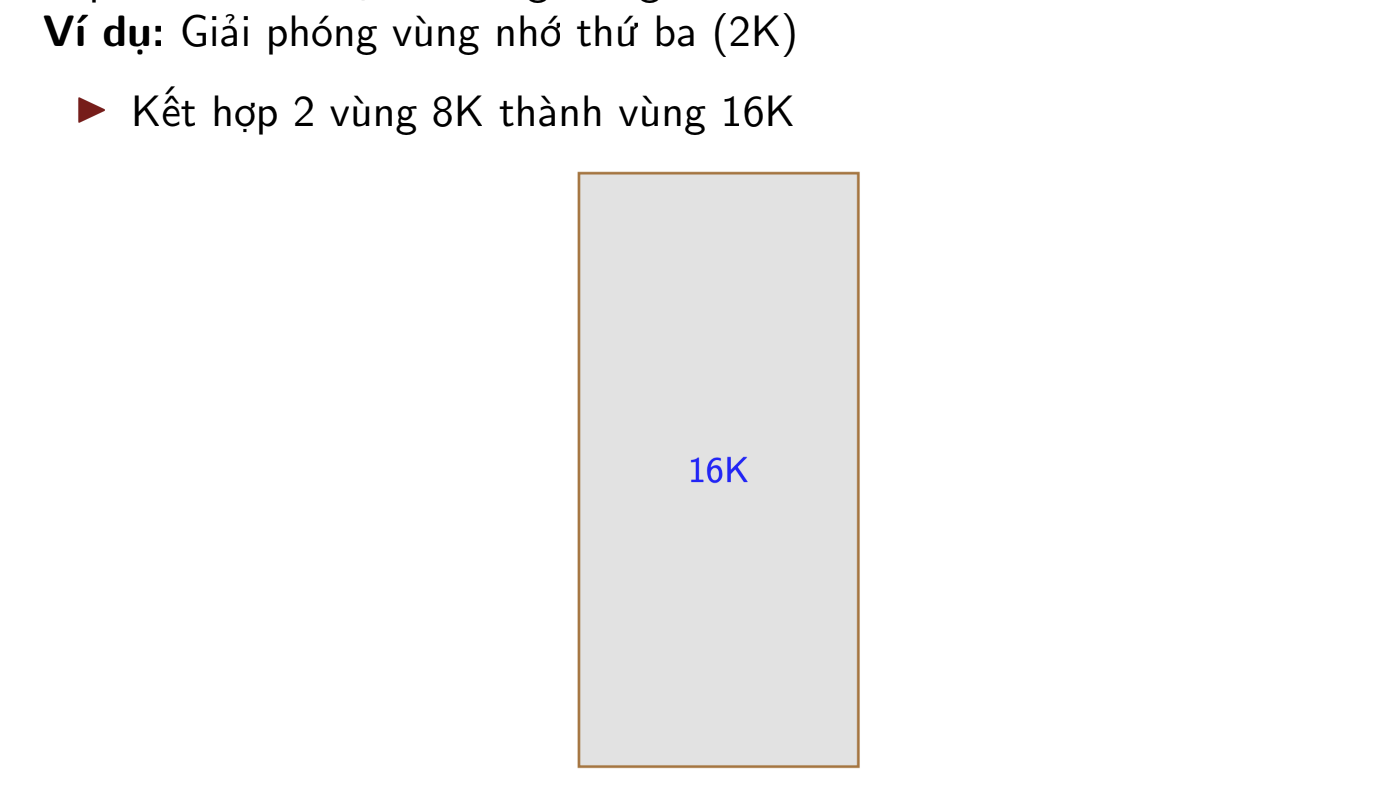 Ví dụ: Giải phóng vùng nhớ thứ ba (2K)
▶ Kết hợp 2 vùng 8K thành vùng 16K
16K